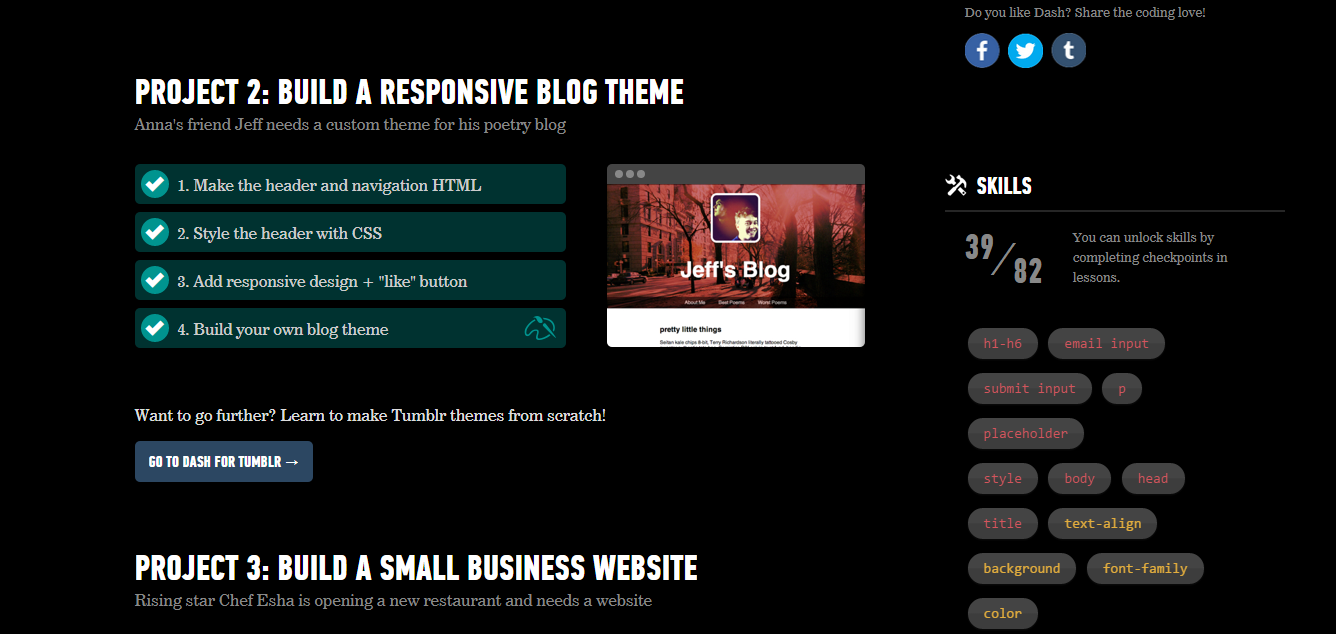 Do you like Dash? Share the coding love!
PROJECT 2: BUILD A RESPONSIVE BLOG THEME
Anna's friend Jeff needs a custom theme for his poetry blog
1. Make the header and navigation HTML
2. Style the header with CSS
3. Add responsive design + "like" button
4. Build your own blog theme
Jeff's Blog
About Me Best Poems Worst Poems
pretty little things
Seitan kale chips 8-bit, Terry Richardson literally tattooed Cosby
Want to go further? Learn to make Tumblr themes from scratch!
GO TO DASH FOR TUMBLR →
PROJECT 3: BUILD A SMALL BUSINESS WEBSITE
Rising star Chef Esha is opening a new restaurant and needs a website
SKILLS
39/82
You can unlock skills by
completing checkpoints in
lessons.
h1-h6 email input
submit input p
placeholder
style body head
title text-align
background font-family
color